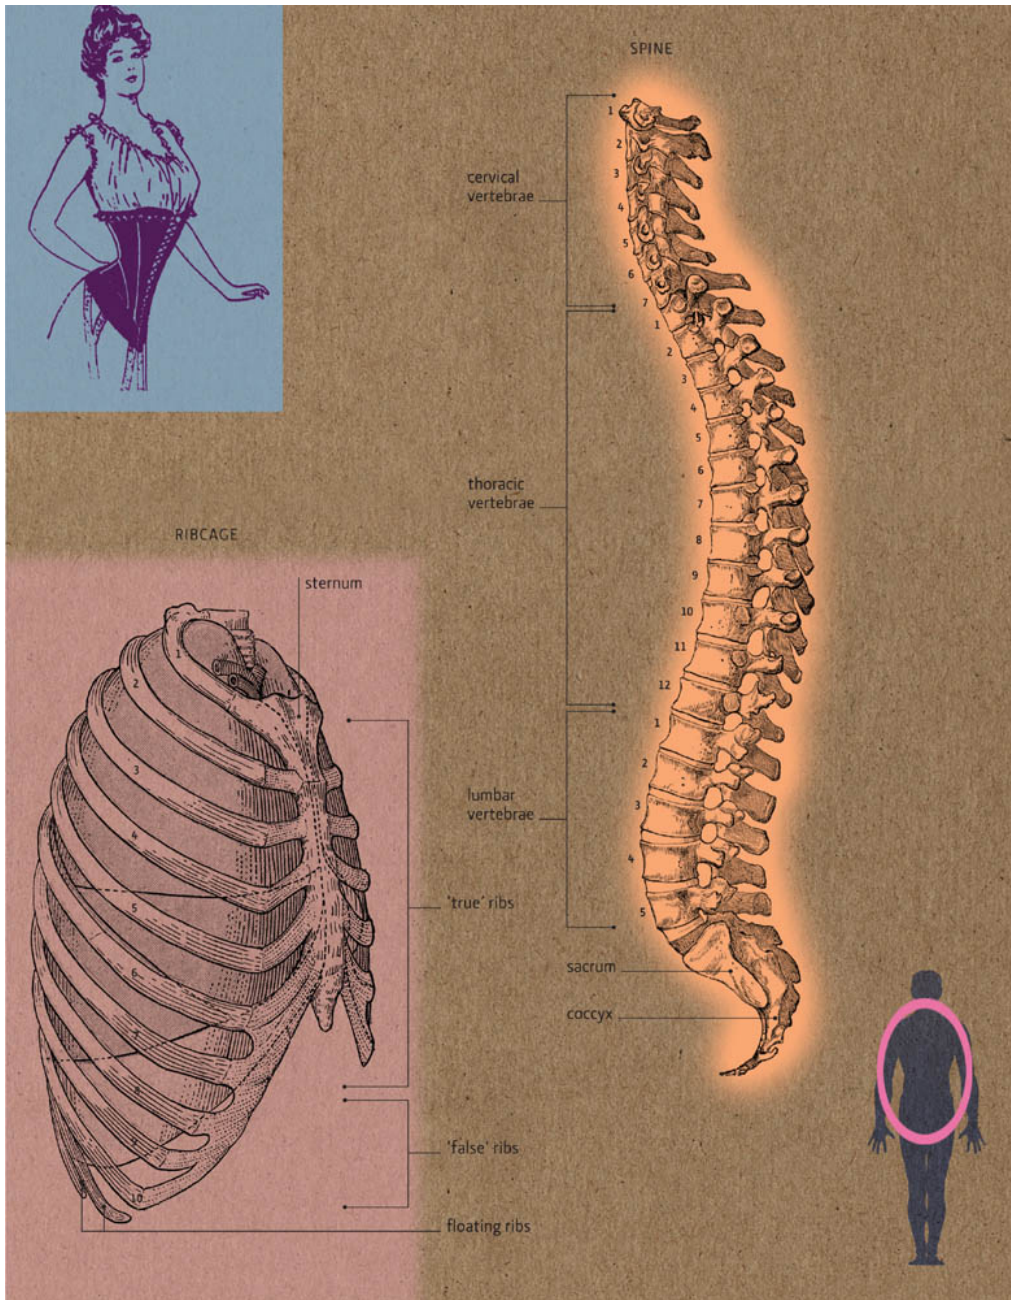 SPINE
1
2
cervical
vertebrae
3
4
5
6
7
1
2
3
4
5
thoracic
vertebrae
6
7
8
9
10
11
12
1
2
lumbar
vertebrae
3
4
5
sacrum
coccyx
RIBCAGE
sternum
1
2
3
4
5
'true' ribs
6
7
8
9
10
'false' ribs
floating ribs